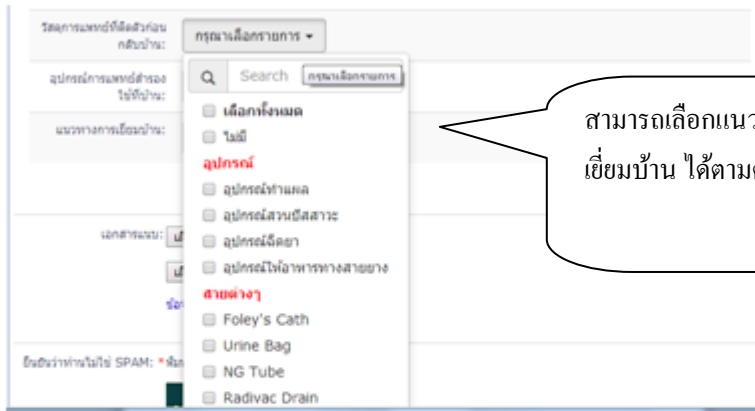 วัสดุการแพทย์ที่ติดตัวก่อน
กลับบ้าน:
กรุณาเลือกรายการ
Search
กรุณาเลือกรายการ
อุปกรณ์การแพทย์สำรอง
ใช้ที่บ้าน:
เลือกทั้งหมด
แนวทางการเยี่ยมบ้าน:
ไม่มี
อุปกรณ์
อุปกรณ์ทำแผล
อุปกรณ์สวนปัสสาวะ
เอกสารแนบ:
อุปกรณ์ฉีดยา
อุปกรณ์ให้อาหารทางสายยาง
สายต่างๆ
Foley's Cath
Urine Bag
ยืนยันว่าท่านไม่ใช่ SPAM: *
NG Tube
Radivac Drain
สามารถเลือกแนว
เยี่ยมบ้าน ได้ตาม